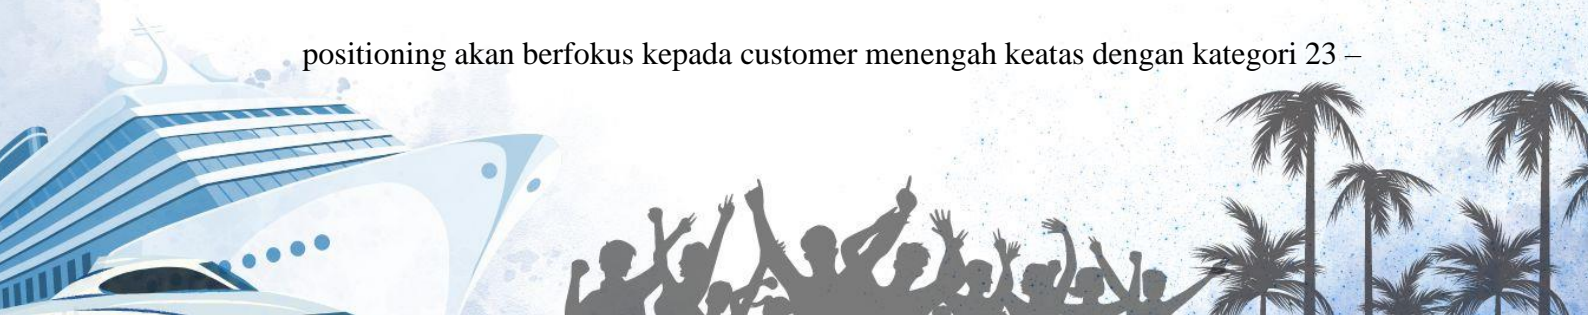 positioning akan berfokus kepada customer menengah keatas dengan kategori 23 –